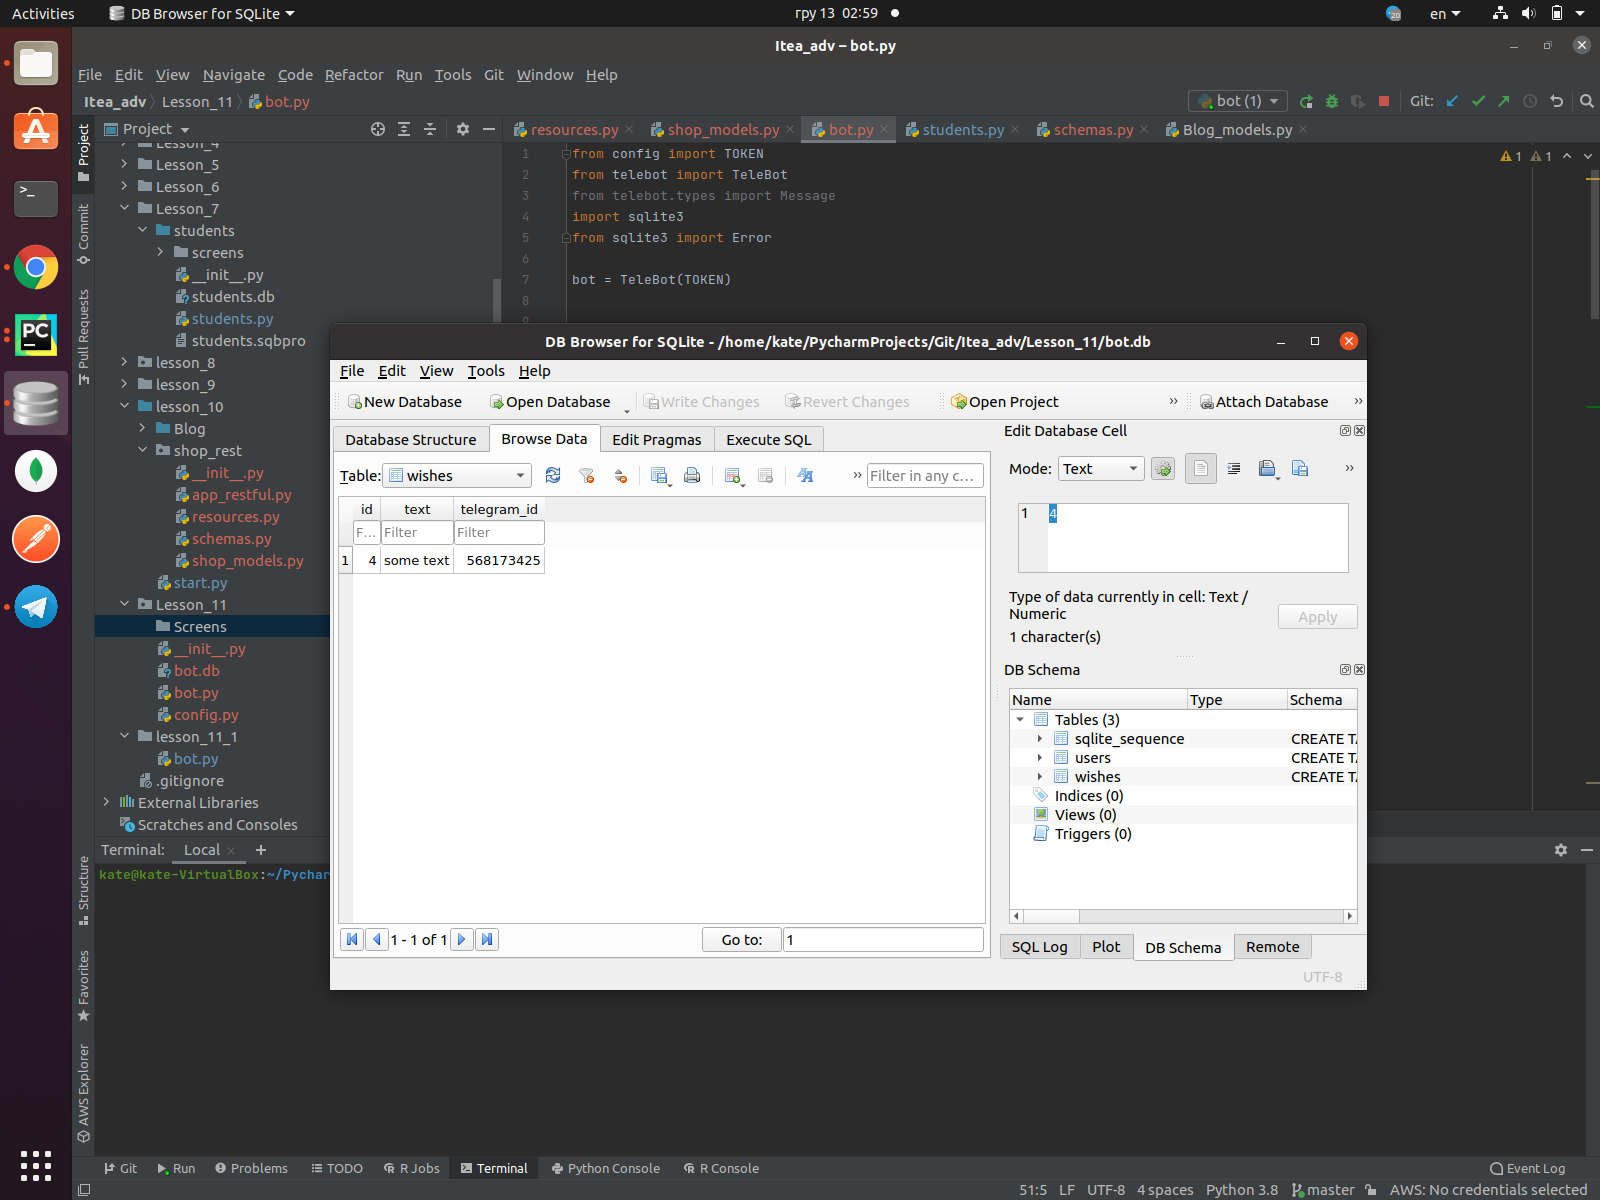 Activities
DB Browser for SQLite
гру 13 02:59
20
en
Itea_adv – bot.py
File Edit View Navigate Code Refactor Run Tools Git Window Help
Itea_adv Lesson_11 bot.py
bot (1)
Git:
Project
resources.py
shop_models.py
bot.py
students.py
schemas.py
Blog_models.py
Project
Commit
Pull Requests
Structure
Favorites
AWS Explorer
Lesson_4
Lesson_5
Lesson_6
Lesson_7
students
screens
__init__.py
students.db
students.py
students.sqbpro
lesson_8
lesson_9
lesson_10
Blog
shop_rest
__init__.py
app_restful.py
resources.py
schemas.py
shop_models.py
start.py
Lesson_11
Screens
__init__.py
bot.db
bot.py
config.py
lesson_11_1
bot.py
.gitignore
External Libraries
Scratches and Consoles
1 from config import TOKEN
2 from telebot import TeleBot
3 from telebot.types import Message
4 import sqlite3
5 from sqlite3 import Error
6
7 bot = TeleBot(TOKEN)
8
9
1 1
DB Browser for SQLite - /home/kate/PycharmProjects/Git/Itea_adv/Lesson_11/bot.db
File Edit View Tools Help
New Database Open Database Write Changes Revert Changes Open Project » Attach Database »
Database Structure Browse Data Edit Pragmas Execute SQL
Table: wishes » Filter in any c...
id text telegram_id
F... Filter Filter
1 4 some text 568173425
1 - 1 of 1 Go to: 1
Edit Database Cell
Mode: Text »
1 4
Type of data currently in cell: Text /
Numeric
1 character(s)
Apply
DB Schema
Name Type Schema
Tables (3)
sqlite_sequence CREATE TA
users CREATE TA
wishes CREATE TA
Indices (0)
Views (0)
Triggers (0)
SQL Log Plot DB Schema Remote
UTF-8
Terminal: Local +
kate@kate-VirtualBox:~/Pychar
PC
Git Run Problems TODO R Jobs Terminal Python Console R Console Event Log
51:5 LF UTF-8 4 spaces Python 3.8 master AWS: No credentials selected